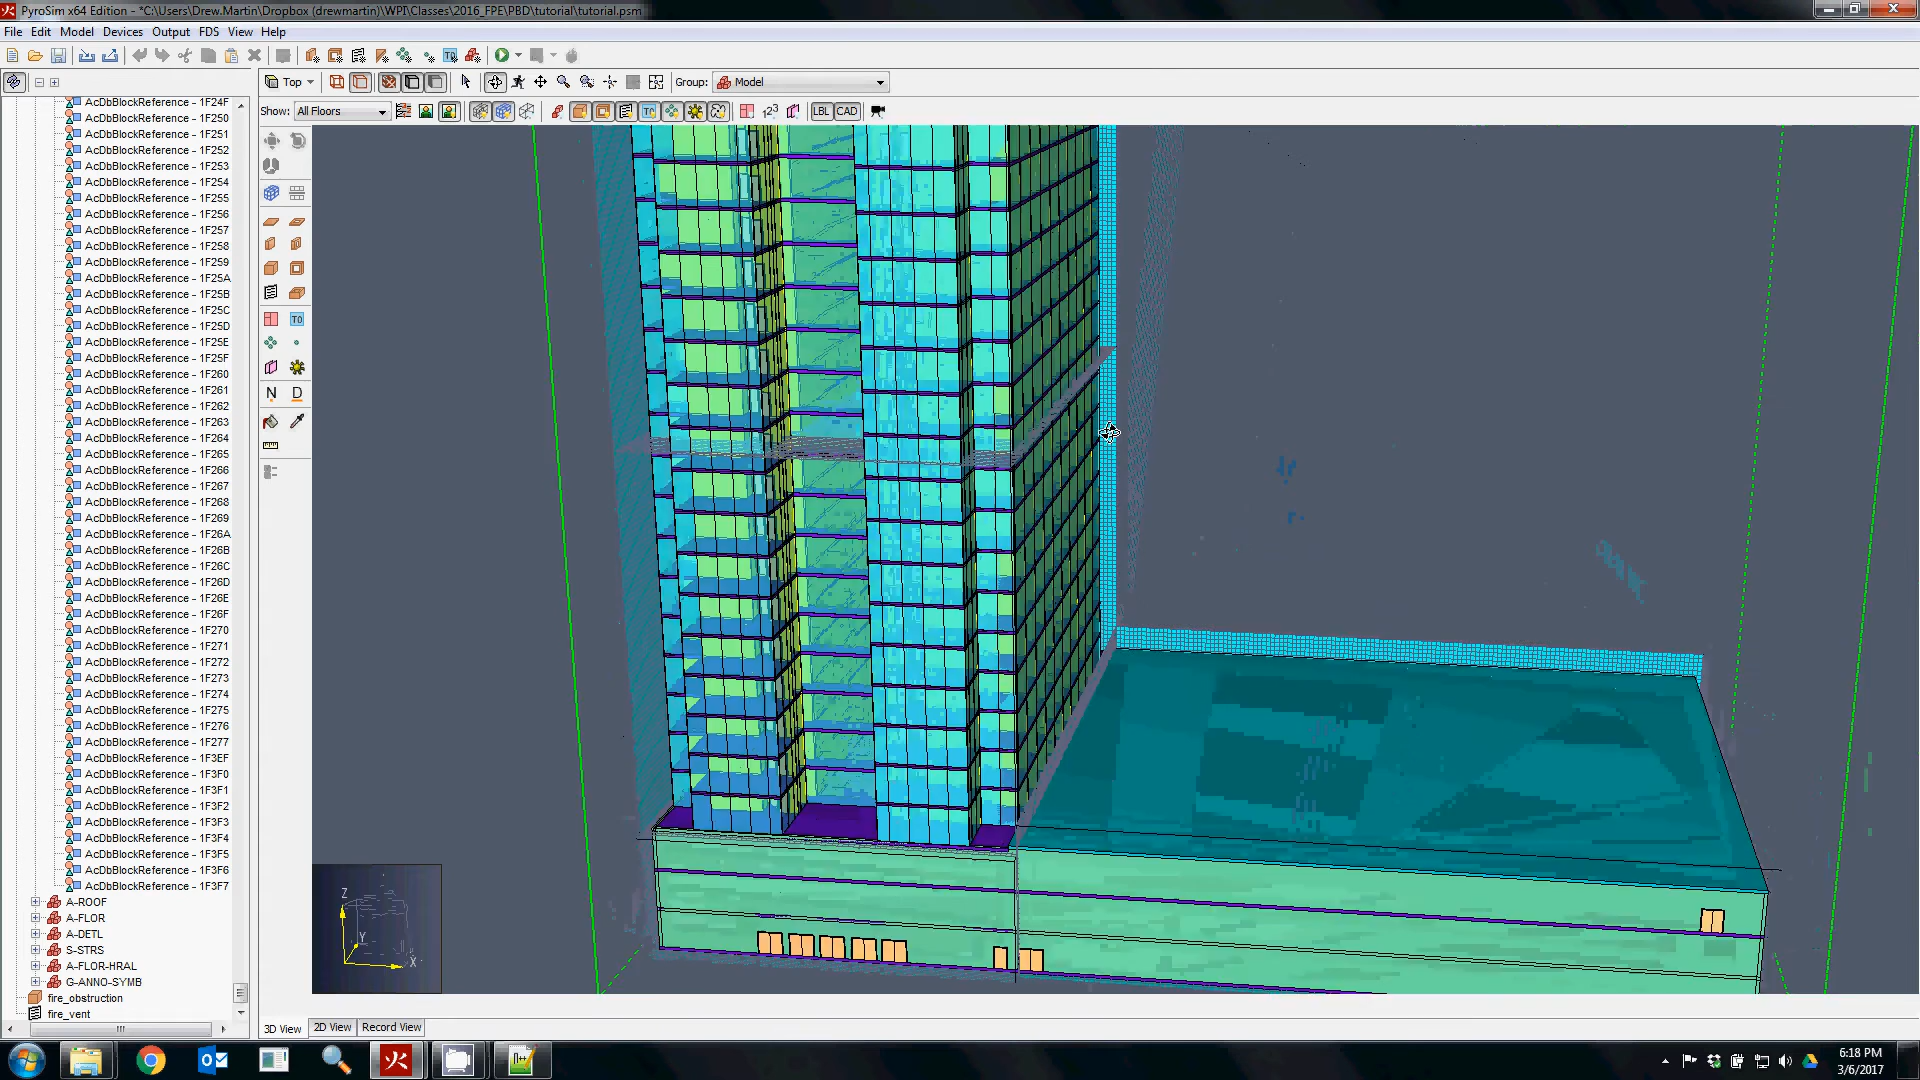 PyroSim x64 Edition - *C:\Users\Drew.Martin\Dropbox (drewmartin)\WPI\Classes\2016_FPE\PBD\tutorial\tutorial.psm
File Edit Model Devices Output FDS View Help
Top Group: Model
Show: All Floors LBL CAD
AcDbBlockReference - 1F24F
AcDbBlockReference - 1F250
AcDbBlockReference - 1F251
AcDbBlockReference - 1F252
AcDbBlockReference - 1F253
AcDbBlockReference - 1F254
AcDbBlockReference - 1F255
AcDbBlockReference - 1F256
AcDbBlockReference - 1F257
AcDbBlockReference - 1F258
AcDbBlockReference - 1F259
AcDbBlockReference - 1F25A
AcDbBlockReference - 1F25B
AcDbBlockReference - 1F25C
AcDbBlockReference - 1F25D
AcDbBlockReference - 1F25E
AcDbBlockReference - 1F25F
AcDbBlockReference - 1F260
AcDbBlockReference - 1F261
AcDbBlockReference - 1F262
AcDbBlockReference - 1F263
AcDbBlockReference - 1F264
AcDbBlockReference - 1F265
AcDbBlockReference - 1F266
AcDbBlockReference - 1F267
AcDbBlockReference - 1F268
AcDbBlockReference - 1F269
AcDbBlockReference - 1F26A
AcDbBlockReference - 1F26B
AcDbBlockReference - 1F26C
AcDbBlockReference - 1F26D
AcDbBlockReference - 1F26E
AcDbBlockReference - 1F26F
AcDbBlockReference - 1F270
AcDbBlockReference - 1F271
AcDbBlockReference - 1F272
AcDbBlockReference - 1F273
AcDbBlockReference - 1F274
AcDbBlockReference - 1F275
AcDbBlockReference - 1F276
AcDbBlockReference - 1F277
AcDbBlockReference - 1F3EF
AcDbBlockReference - 1F3F0
AcDbBlockReference - 1F3F1
AcDbBlockReference - 1F3F2
AcDbBlockReference - 1F3F3
AcDbBlockReference - 1F3F4
AcDbBlockReference - 1F3F5
AcDbBlockReference - 1F3F6
AcDbBlockReference - 1F3F7
A-ROOF
A-FLOR
A-DETL
S-STRS
A-FLOR-HRAL
G-ANNO-SYMB
fire_obstruction
fire_vent
N D
Z
Y
X
3D View 2D View Record View
6:18 PM
3/6/2017